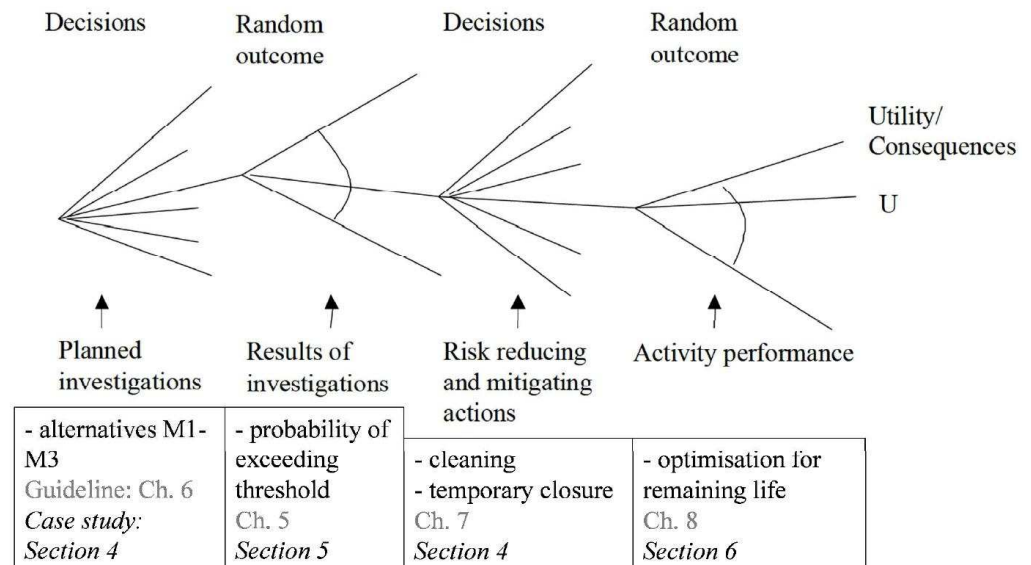 Decisions
Random
outcome
Decisions
Random
outcome
Utility/
Consequences
U
Planned
investigations
Results of
investigations
Risk reducing
and mitigating
actions
Activity performance
- alternatives M1-
M3
Guideline: Ch. 6
Case study:
Section 4
- probability of
exceeding
threshold
Ch. 5
Section 5
- cleaning
- temporary closure
Ch. 7
Section 4
- optimisation for
remaining life
Ch. 8
Section 6